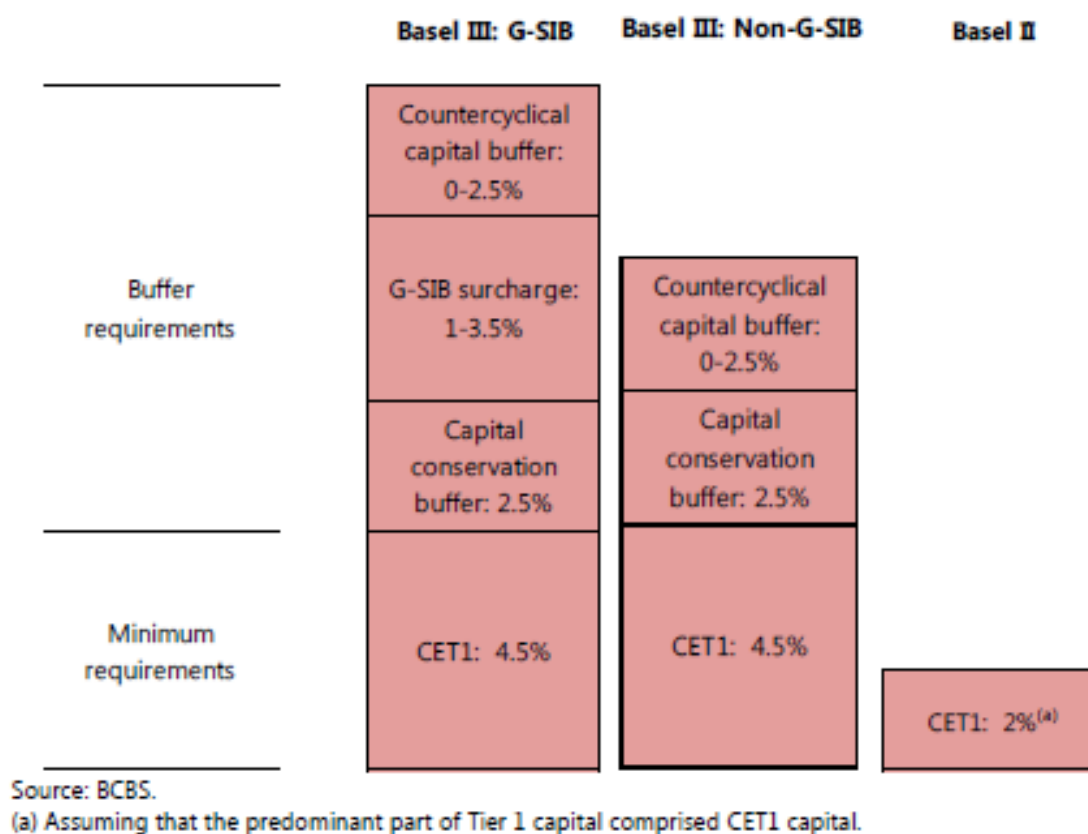 Basel III: G-SIB
Basel III: Non-G-SIB
Basel II
Buffer
requirements
Minimum
requirements
Countercyclical
capital buffer:
0-2.5%
G-SIB surcharge:
1-3.5%
Capital
conservation
buffer: 2.5%
CET1: 4.5%
Countercyclical
capital buffer:
0-2.5%
Capital
conservation
buffer: 2.5%
CET1: 4.5%
CET1: 2%(a)
Source: BCBS.
(a) Assuming that the predominant part of Tier 1 capital comprised CET1 capital.